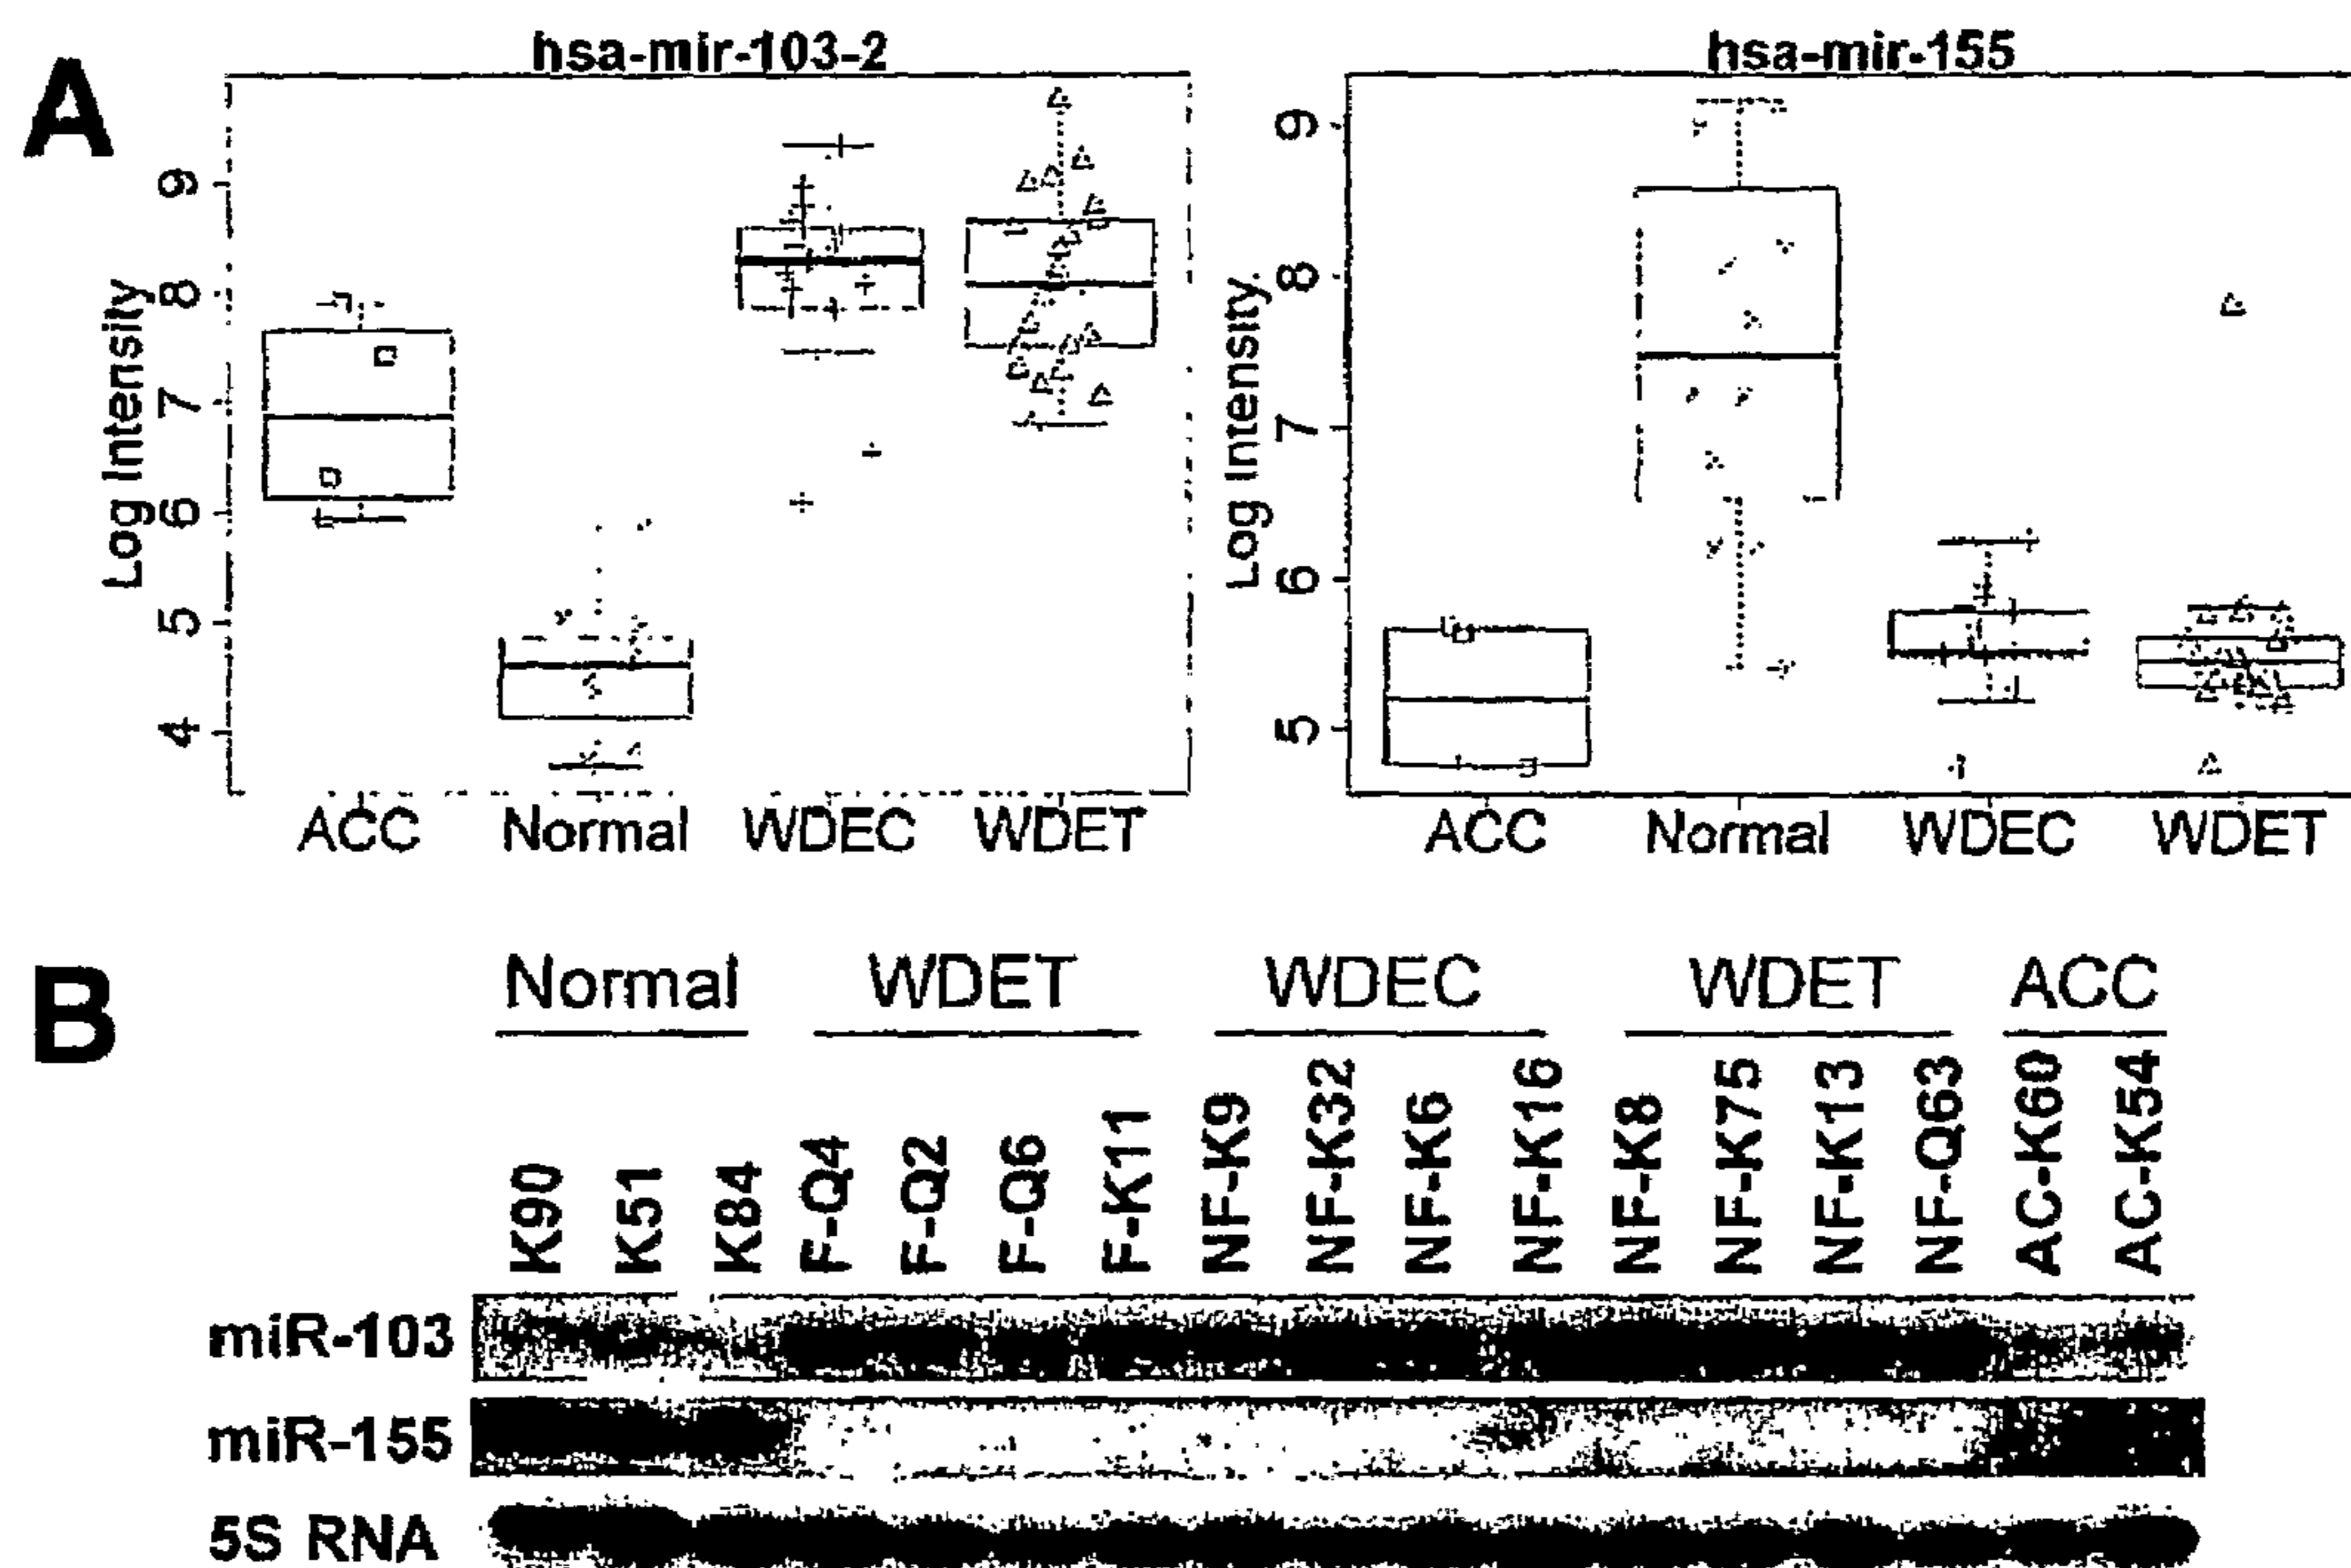 A
hsa-mir-103-2
hsa-mir-155
Log Intensity
9
8
7
6
5
4
ACC Normal WDEC WDET
Log Intensity
9
8
7
6
5
ACC Normal WDEC WDET
B
Normal WDET WDEC WDET ACC
K90 K51 K84 F-Q4 F-Q2 F-Q6 F-K11 NF-K9 NF-K32 NF-K6 NF-K16 NF-K8 NF-K75 NF-K13 NF-Q63 AC-K60 AC-K54
miR-103
miR-155
5S RNA